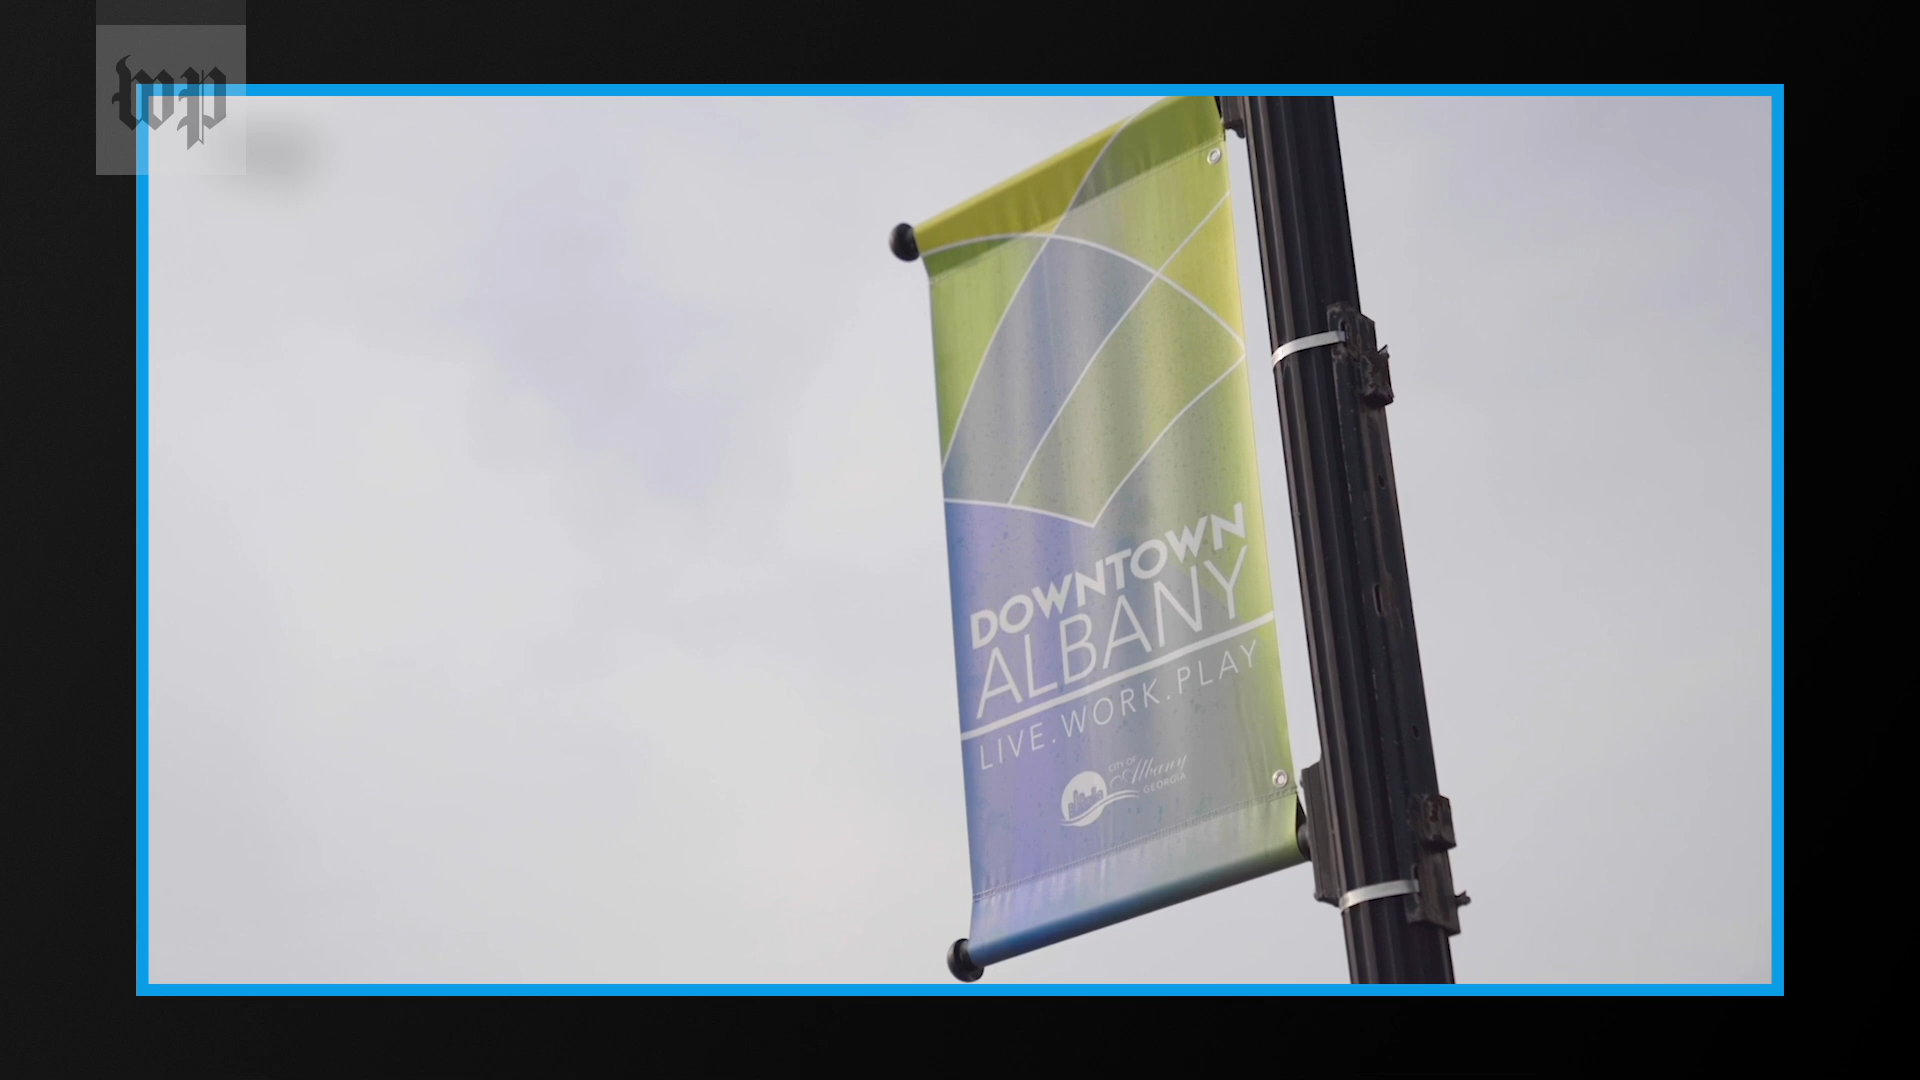 wp
DOWNTOWN
ALBANY
LIVE.WORK.PLAY
CITY OF
Albany
GEORGIA